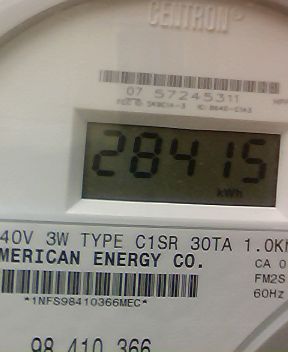 CENTRON®
07 57245311
28415
kWh
40V 3W TYPE C1SR 30TA 1.0K
MERICAN ENERGY CO.
CA 0
FM2S
*1NFS98410366MEC*
60Hz
98 410 366